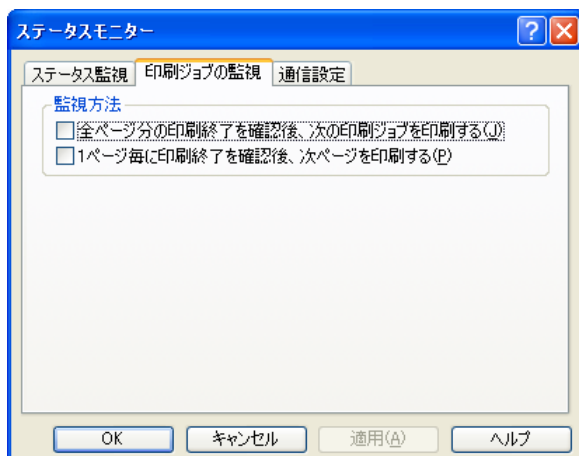 ステータスモニター
ステータス監視 印刷ジョブの監視 通信設定
監視方法
全ページ分の印刷終了を確認後、次の印刷ジョブを印刷する(J)
1ページ毎に印刷終了を確認後、次ページを印刷する(P)
OK キャンセル 適用(A) ヘルプ